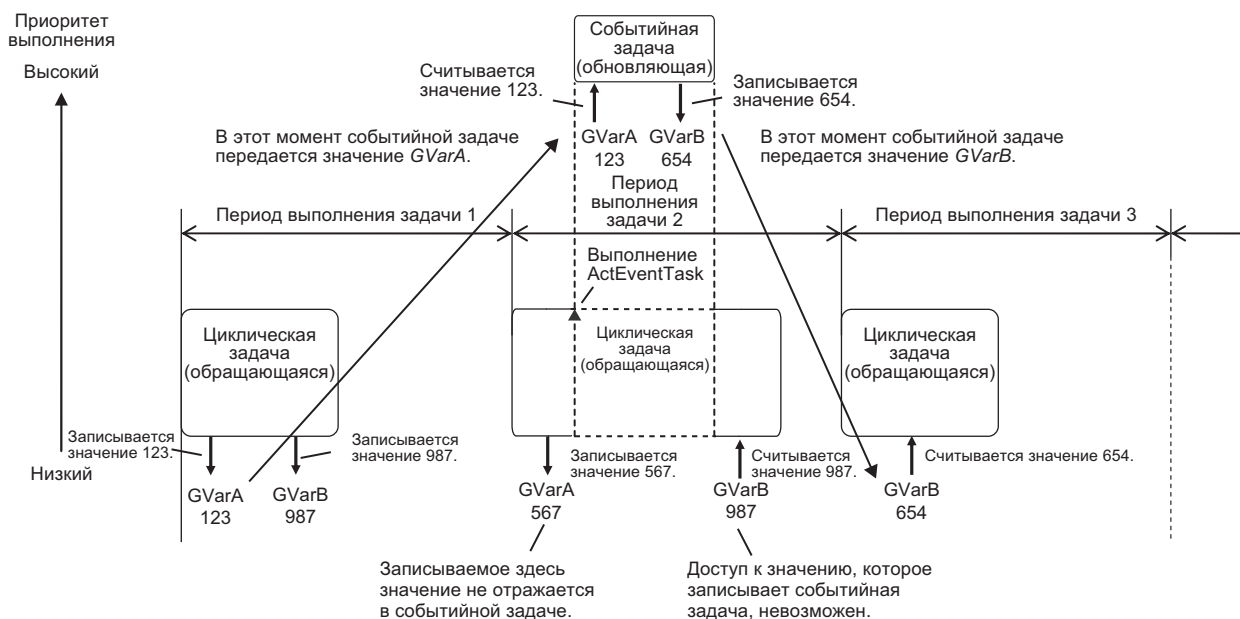 Приоритет
выполнения
Высокий
Событийная
задача
(обновляющая)
Считывается
значение 123.
Записывается
значение 654.
В этот момент событийной задаче
передается значение GVarA.
GVarA
123
GVarB
654
В этот момент событийной задаче
передается значение GVarB.
Период выполнения задачи 1
Период
выполнения
задачи 2
Период выполнения задачи 3
Выполнение
ActEventTask
Циклическая
задача
(обращающаяся)
Циклическая
задача
(обращающаяся)
Циклическая
задача
(обращающаяся)
Записывается
значение 123.
Записывается
значение 987.
Записывается
значение 567.
Считывается
значение 987.
Считывается значение 654.
Низкий
GVarA
123
GVarB
987
GVarA
567
GVarB
987
GVarB
654
Записываемое здесь
значение не отражается
в событийной задаче.
Доступ к значению, которое
записывает событийная
задача, невозможен.